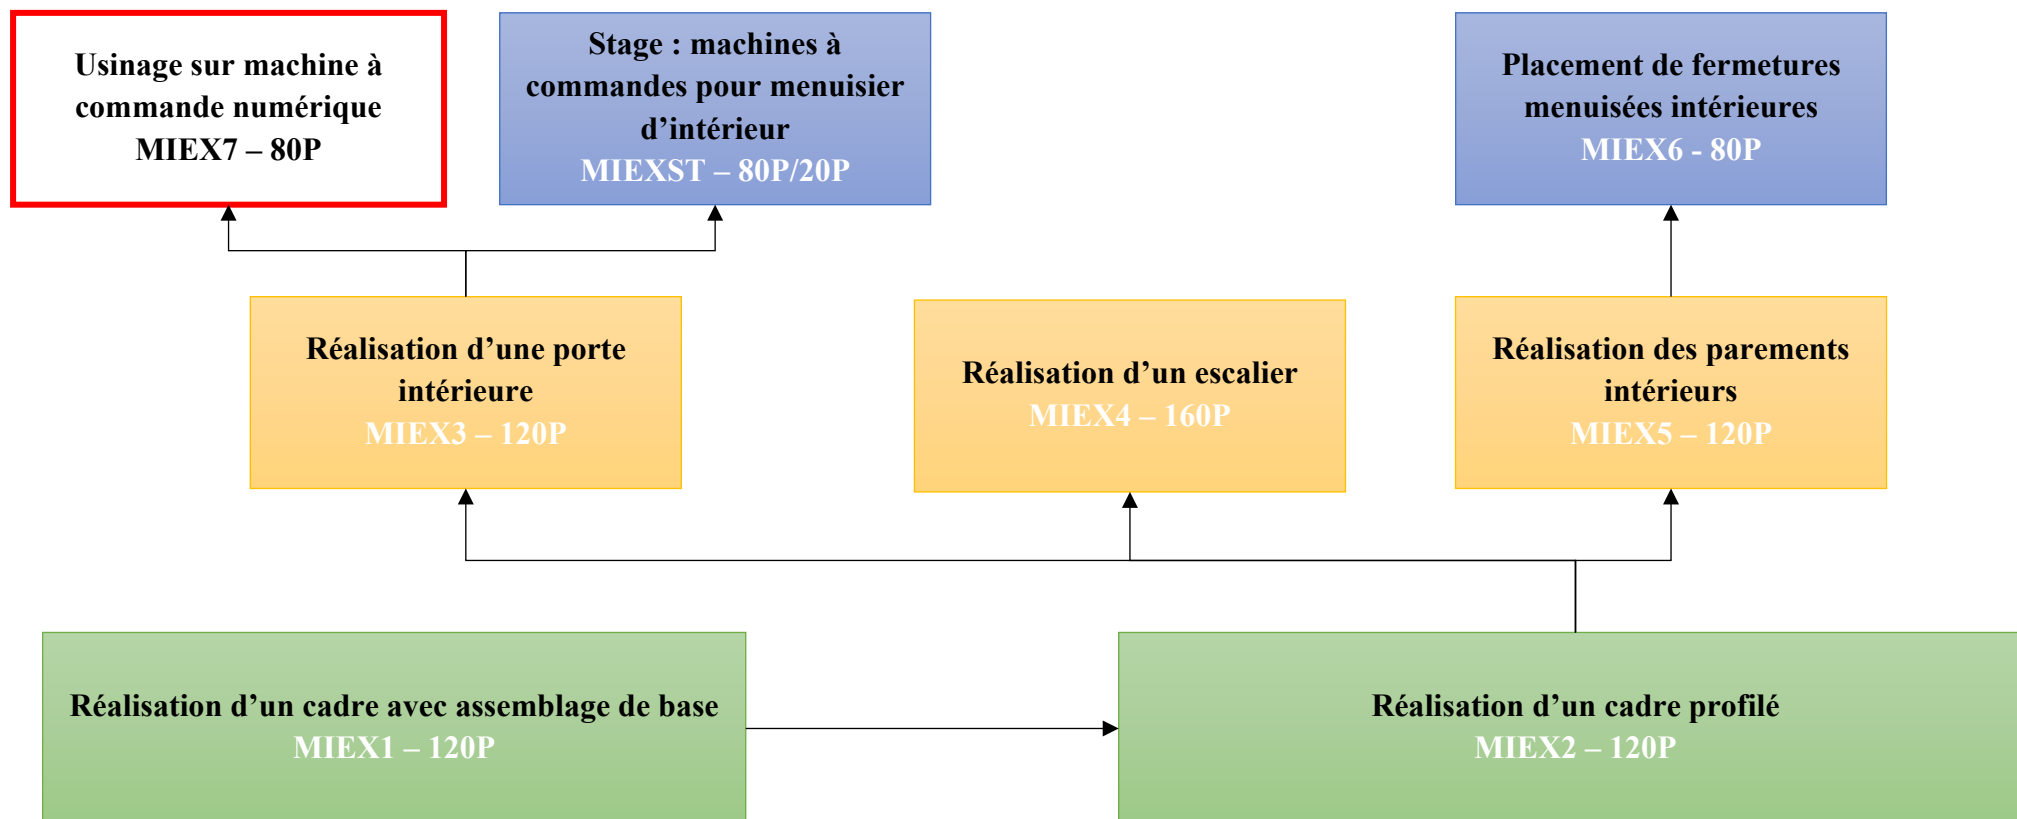 Usinage sur machine à
commande numérique
MIEX7 – 80P
Stage : machines à
commandes pour menuisier
d’intérieur
MIEXST – 80P/20P
Placement de fermetures
menuisées intérieures
MIEX6 - 80P
Réalisation d’une porte
intérieure
MIEX3 – 120P
Réalisation d’un escalier
MIEX4 – 160P
Réalisation des parements
intérieurs
MIEX5 – 120P
Réalisation d’un cadre avec assemblage de base
MIEX1 – 120P
Réalisation d’un cadre profilé
MIEX2 – 120P